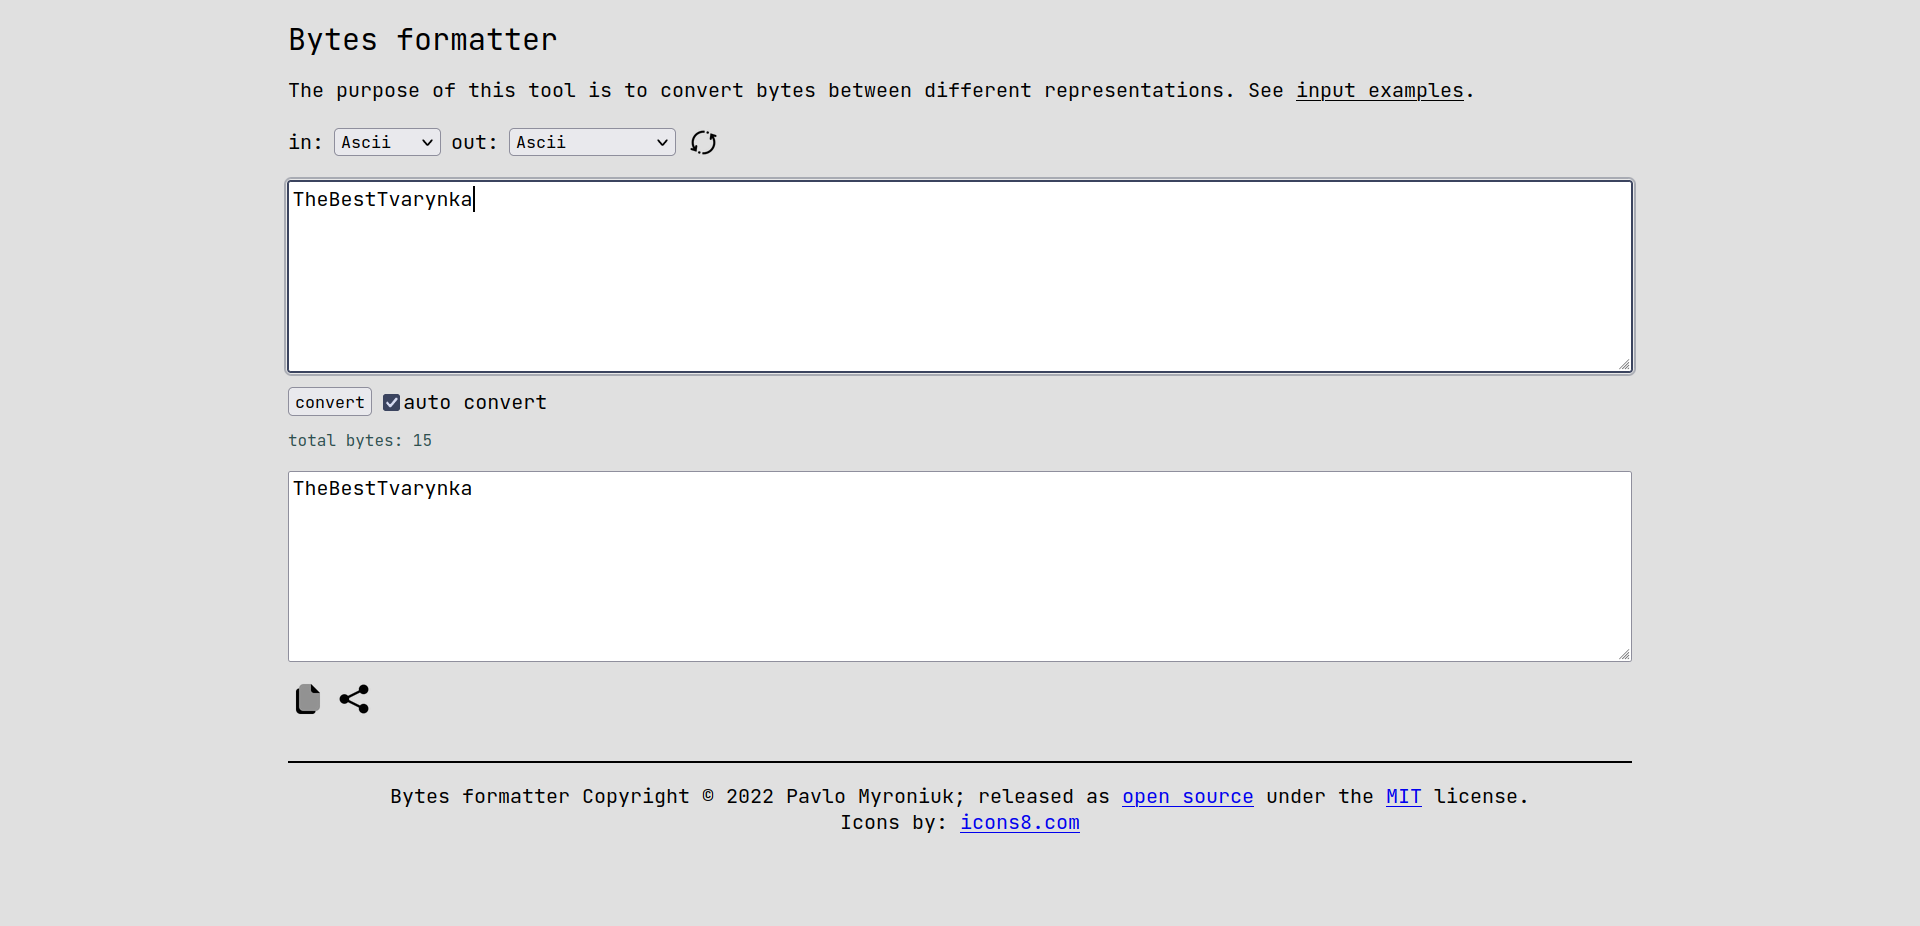 Bytes formatter
The purpose of this tool is to convert bytes between different representations. See input examples.
in: Ascii out: Ascii
TheBestTvarynka
convert auto convert
total bytes: 15
TheBestTvarynka
Bytes formatter Copyright © 2022 Pavlo Myroniuk; released as open source under the MIT license.
Icons by: icons8.com